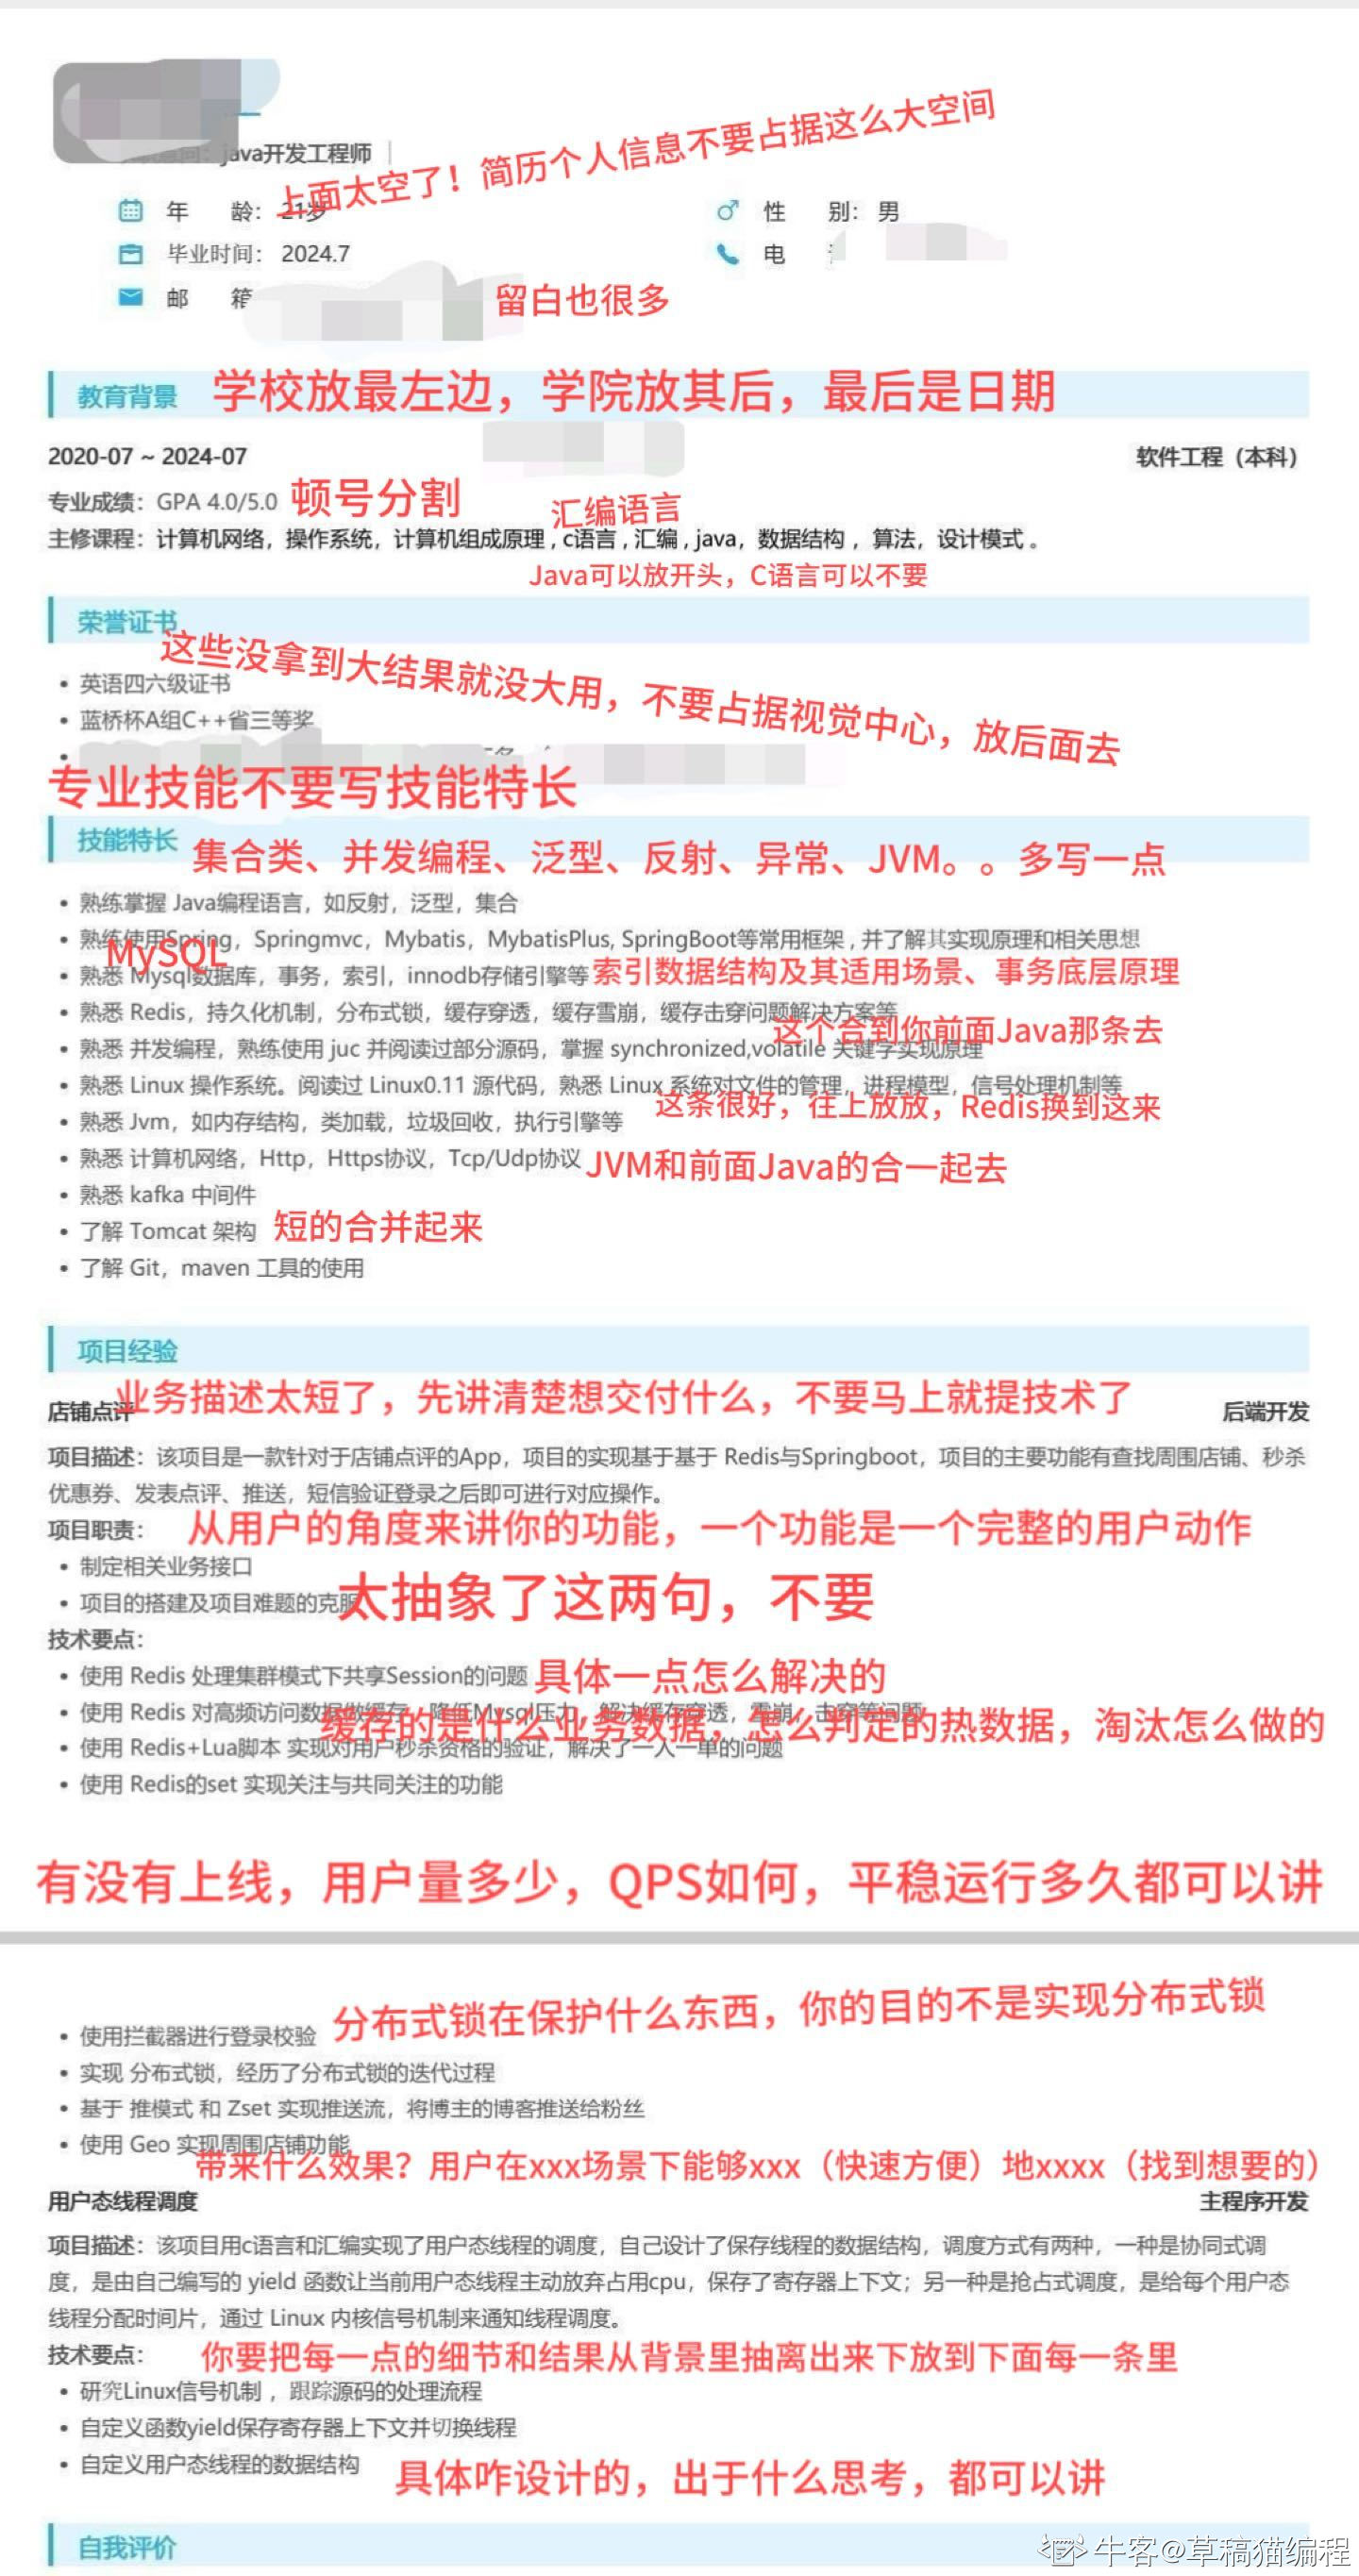 java开发工程师
上面太空了！简历个人信息不要占据这么大空间
年 龄： 21岁
性 别： 男
毕业时间： 2024.7
电
邮 箱
留白也很多
教育背景
学校放最左边，学院放其后，最后是日期
2020-07 ~ 2024-07
软件工程（本科）
专业成绩：GPA 4.0/5.0
顿号分割
汇编语言
主修课程：计算机网络，操作系统，计算机组成原理 , c语言 , 汇编 , java，数据结构 ，算法，设计模式 。
Java可以放开头，C语言可以不要
荣誉证书
这些没拿到大结果就没大用，不要占据视觉中心，放后面去
• 英语四六级证书
• 蓝桥杯A组C++省三等奖
专业技能不要写技能特长
技能特长
集合类、并发编程、泛型、反射、异常、JVM。。多写一点
• 熟练掌握 Java编程语言，如反射，泛型，集合
• 熟练使用Spring，Springmvc，Mybatis，MybatisPlus, SpringBoot等常用框架 , 并了解其实现原理和相关思想
MySQL
• 熟悉 Mysql数据库，事务，索引，innodb存储引擎等
索引数据结构及其适用场景、事务底层原理
• 熟悉 Redis，持久化机制，分布式锁，缓存穿透，缓存雪崩，缓存击穿问题解决方案等
这个合到你前面Java那条去
• 熟悉 并发编程，熟练使用 juc 并阅读过部分源码，掌握 synchronized,volatile 关键字实现原理
• 熟悉 Linux 操作系统。阅读过 Linux0.11 源代码，熟悉 Linux 系统对文件的管理，进程模型，信号处理机制等
这条很好，往上放放，Redis换到这来
• 熟悉 Jvm，如内存结构，类加载，垃圾回收，执行引擎等
• 熟悉 计算机网络，Http，Https协议，Tcp/Udp协议
JVM和前面Java的合一起去
• 熟悉 kafka 中间件
• 了解 Tomcat 架构
短的合并起来
• 了解 Git，maven 工具的使用
项目经验
业务描述太短了，先讲清楚想交付什么，不要马上就提技术了
店铺点评
后端开发
项目描述：该项目是一款针对于店铺点评的App，项目的实现基于基于 Redis与Springboot，项目的主要功能有查找周围店铺、秒杀
优惠券、发表点评、推送，短信验证登录之后即可进行对应操作。
项目职责：
从用户的角度来讲你的功能，一个功能是一个完整的用户动作
• 制定相关业务接口
• 项目的搭建及项目难题的克服
太抽象了这两句，不要
技术要点：
• 使用 Redis 处理集群模式下共享Session的问题
具体一点怎么解决的
• 使用 Redis 对高频访问数据做缓存，降低Mysql压力，解决缓存穿透，雪崩，击穿等问题
缓存的是什么业务数据，怎么判定的热数据，淘汰怎么做的
• 使用 Redis+Lua脚本 实现对用户秒杀资格的验证，解决了一人一单的问题
• 使用 Redis的set 实现关注与共同关注的功能
有没有上线，用户量多少，QPS如何，平稳运行多久都可以讲
分布式锁在保护什么东西，你的目的不是实现分布式锁
• 使用拦截器进行登录校验
• 实现 分布式锁，经历了分布式锁的迭代过程
• 基于 推模式 和 Zset 实现推送流，将博主的博客推送给粉丝
• 使用 Geo 实现周围店铺功能
带来什么效果？用户在xxx场景下能够xxx（快速方便）地xxxx（找到想要的）
用户态线程调度
主程序开发
项目描述：该项目用c语言和汇编实现了用户态线程的调度，自己设计了保存线程的数据结构，调度方式有两种，一种是协同式调
度，是由自己编写的 yield 函数让当前用户态线程主动放弃占用cpu，保存了寄存器上下文；另一种是抢占式调度，是给每个用户态
线程分配时间片，通过 Linux 内核信号机制来通知线程调度。
技术要点：
你要把每一点的细节和结果从背景里抽离出来下放到下面每一条里
• 研究Linux信号机制 ，跟踪源码的处理流程
• 自定义函数yield保存寄存器上下文并切换线程
• 自定义用户态线程的数据结构
具体咋设计的，出于什么思考，都可以讲
自我评价
牛客@草稿猫编程